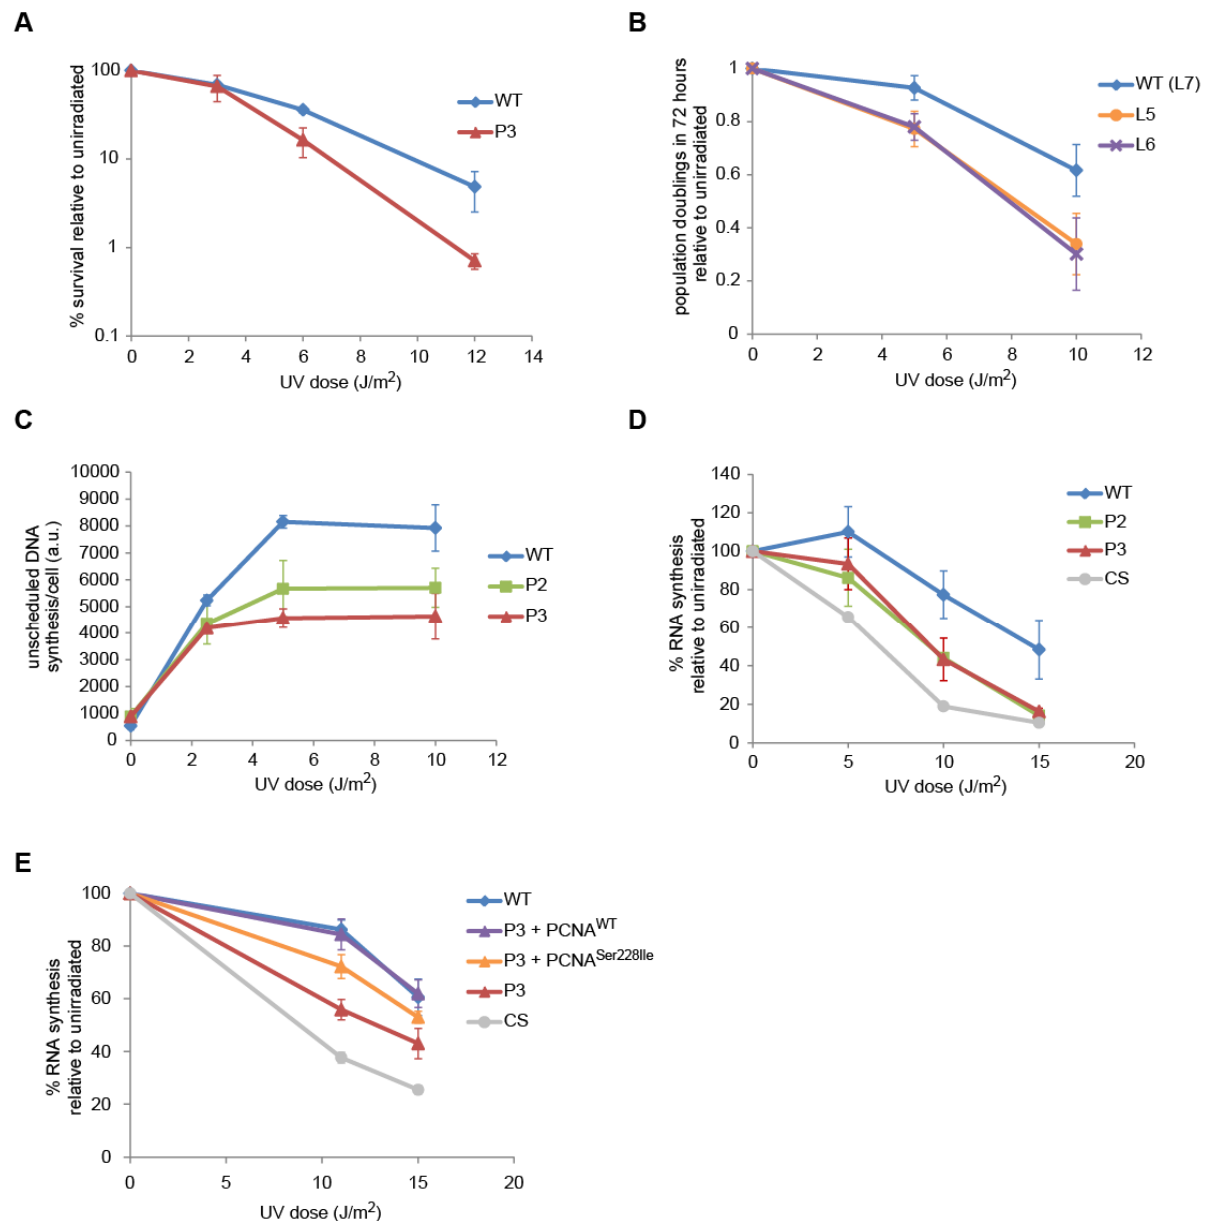 A
% survival relative to unirradiated
100
10
1
0.1
0 2 4 6 8 10 12 14
UV dose (J/m2)
WT
P3
B
population doublings in 72 hours
relative to unirradiated
1
0.8
0.6
0.4
0.2
0
0 2 4 6 8 10 12
UV dose (J/m2)
WT (L7)
L5
L6
C
unscheduled DNA
synthesis/cell (a.u.)
10000
9000
8000
7000
6000
5000
4000
3000
2000
1000
0
0 2 4 6 8 10 12
UV dose (J/m2)
WT
P2
P3
D
% RNA synthesis
relative to unirradiated
140
120
100
80
60
40
20
0
0 5 10 15 20
UV dose (J/m2)
WT
P2
P3
CS
E
% RNA synthesis
relative to unirradiated
100
80
60
40
20
0
0 5 10 15 20
UV dose (J/m2)
WT
P3 + PCNAWT
P3 + PCNASer228Ile
P3
CS